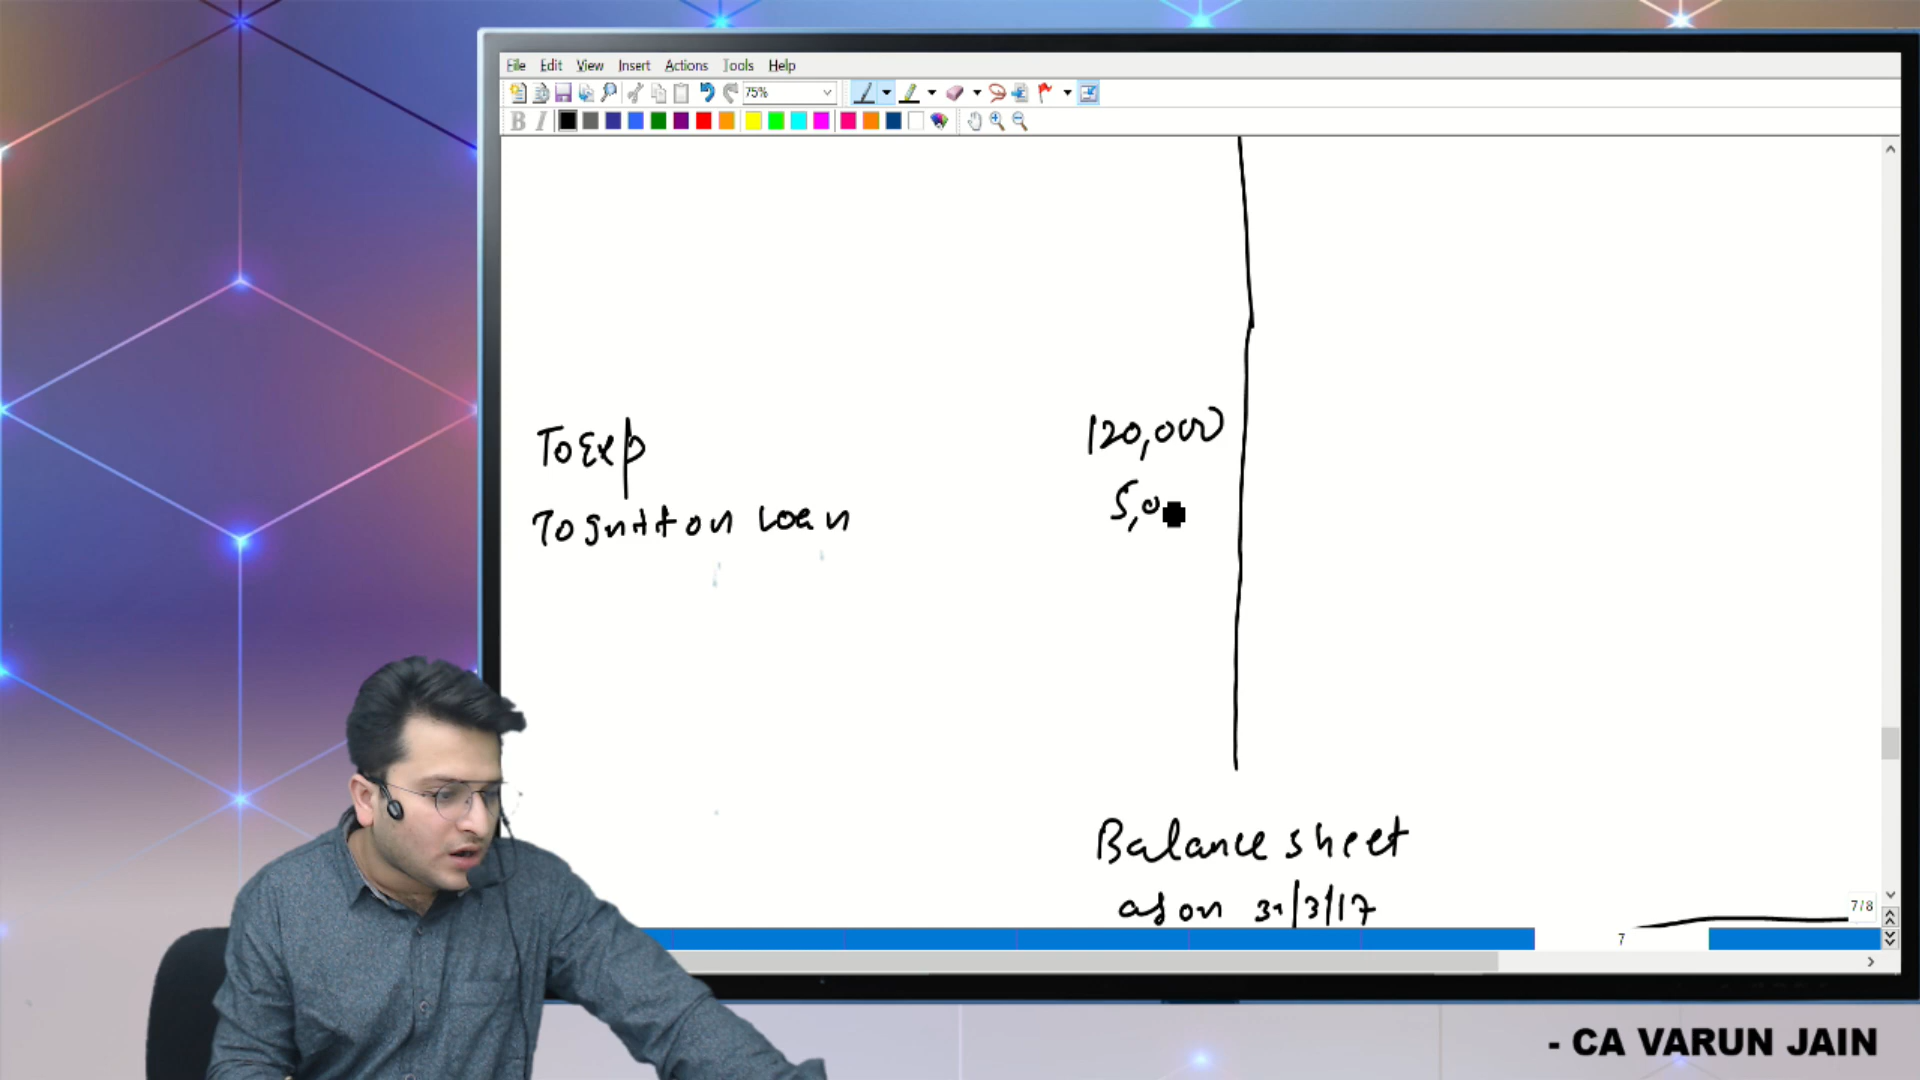 File Edit View Insert Actions Tools Help
75%
B I
To Exp 120,000
To Intt on Loan 5,0
Balance sheet
as on 31/3/17
7/8
7
- CA VARUN JAIN